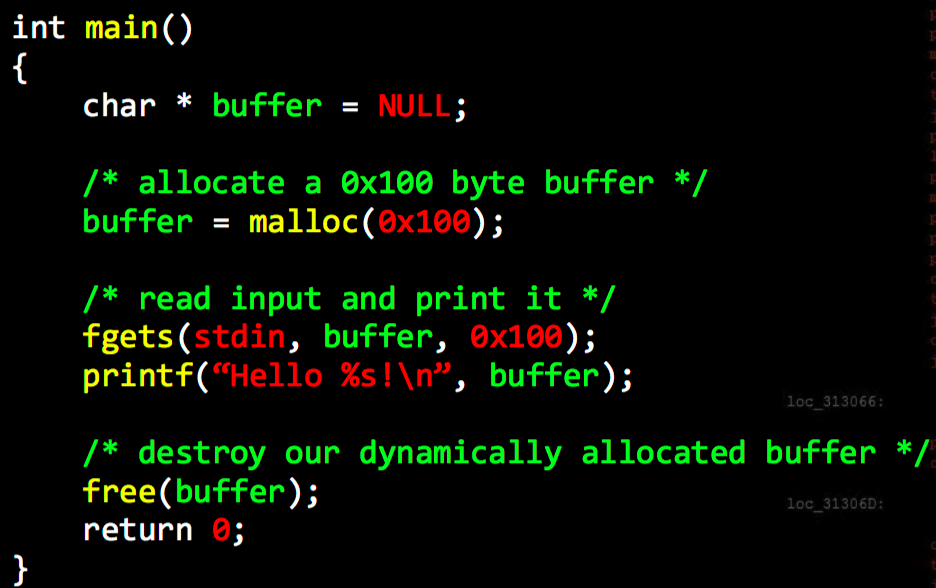 int main()
{
    char * buffer = NULL;
    /* allocate a 0x100 byte buffer */
    buffer = malloc(0x100);
    /* read input and print it */
    fgets(stdin, buffer, 0x100);
    printf(“Hello %s!\n”, buffer);
loc_313066:
    /* destroy our dynamically allocated buffer */
    free(buffer);
loc_31306D:
    return 0;
}